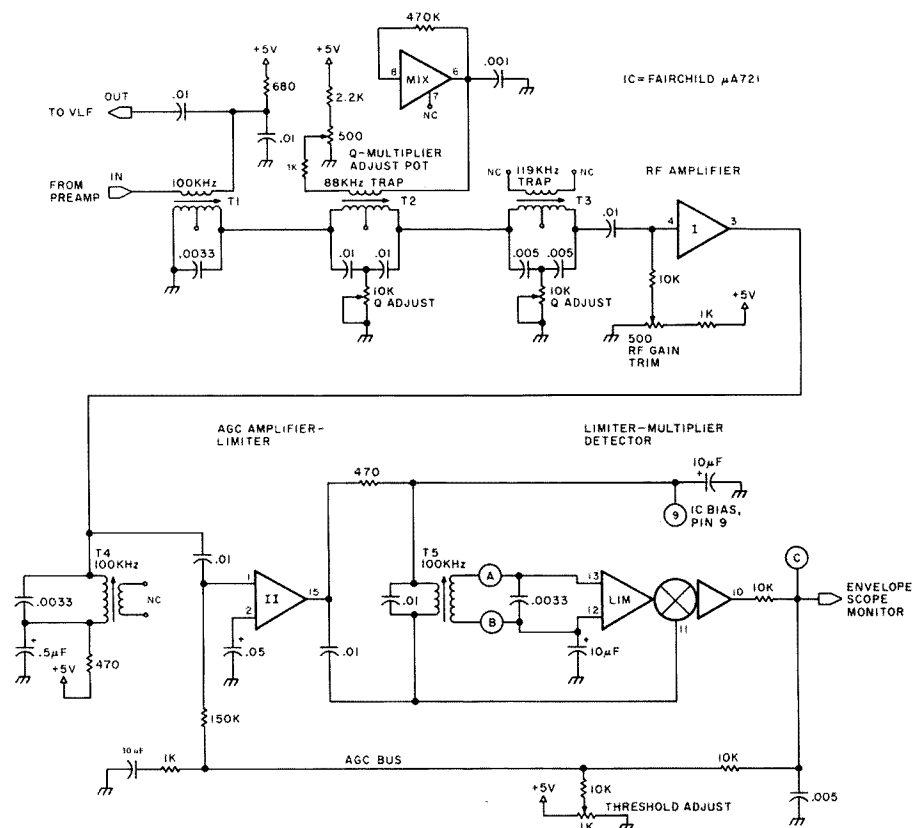 470K
+5V
+5V
8
MIX
6
.001
IC=FAIRCHILD μA721
680
7
NC
OUT
.01
2.2K
TO VLF
.01
500
Q-MULTIPLIER
ADJUST POT
1K
FROM
PREAMP
IN
100KHz
88KHz TRAP
NC
119KHz
TRAP
NC
RF AMPLIFIER
T1
T2
T3
.01
4
I
3
.0033
.01
.01
.005
.005
10K
10K
Q ADJUST
10K
Q ADJUST
+5V
1K
500
RF GAIN
TRIM
AGC AMPLIFIER-
LIMITER
LIMITER-MULTIPLIER
DETECTOR
470
10μF
+
9
IC BIAS,
PIN 9
T4
100KHz
.01
T5
100KHz
C
NC
1
II
15
A
13
LIM
10
10K
ENVELOPE
SCOPE
MONITOR
.0033
2
.01
.0033
12
B
11
+
.5μF
+
.05
.01
+
10μF
+5V
470
150K
10μF
1K
AGC BUS
10K
10K
+5V
THRESHOLD ADJUST
.005
1K